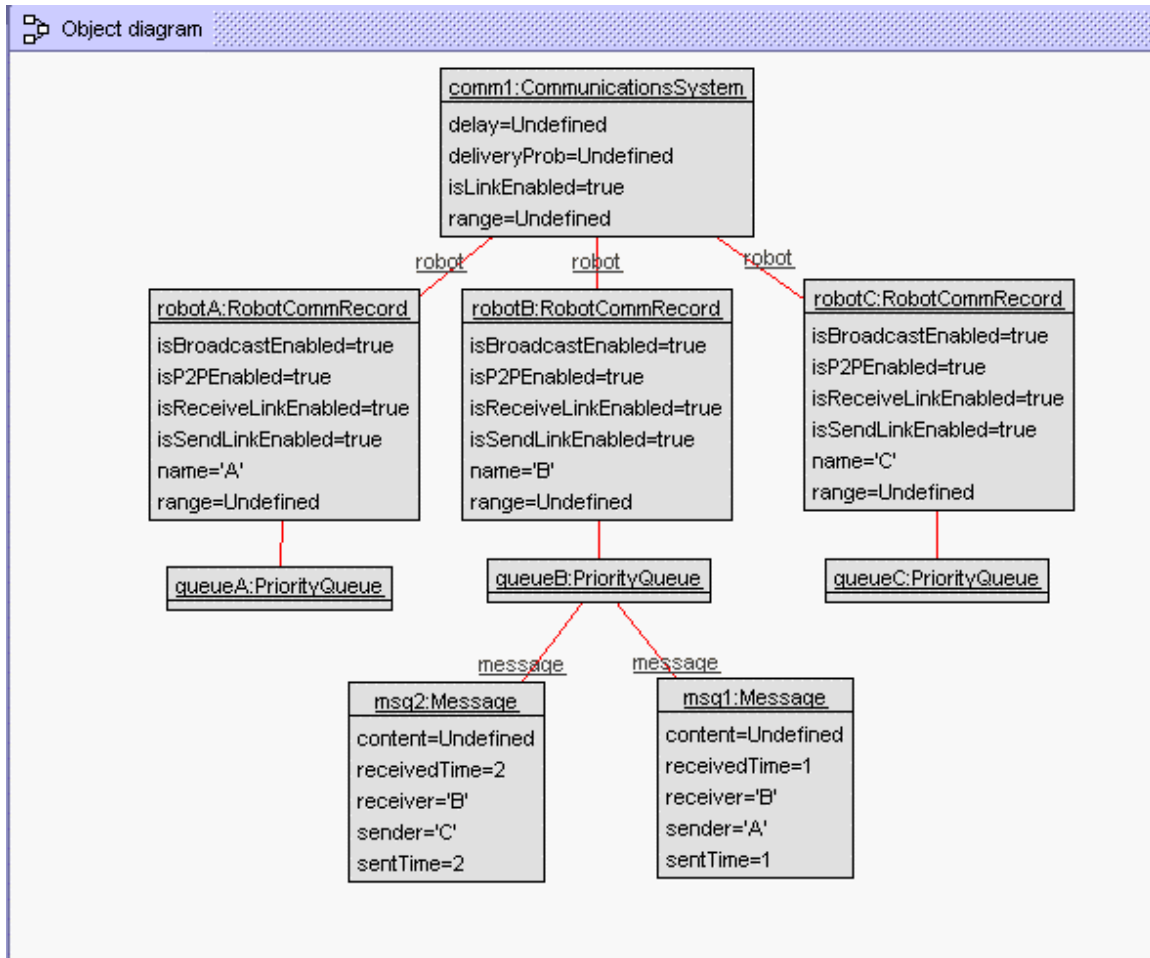 Object diagram
comm1:CommunicationsSystem
delay=Undefined
deliveryProb=Undefined
isLinkEnabled=true
range=Undefined
robot
robot
robot
robotA:RobotCommRecord
isBroadcastEnabled=true
isP2PEnabled=true
isReceiveLinkEnabled=true
isSendLinkEnabled=true
name='A'
range=Undefined
robotB:RobotCommRecord
isBroadcastEnabled=true
isP2PEnabled=true
isReceiveLinkEnabled=true
isSendLinkEnabled=true
name='B'
range=Undefined
robotC:RobotCommRecord
isBroadcastEnabled=true
isP2PEnabled=true
isReceiveLinkEnabled=true
isSendLinkEnabled=true
name='C'
range=Undefined
queueA:PriorityQueue
queueB:PriorityQueue
queueC:PriorityQueue
message
message
msg2:Message
content=Undefined
receivedTime=2
receiver='B'
sender='C'
sentTime=2
msg1:Message
content=Undefined
receivedTime=1
receiver='B'
sender='A'
sentTime=1